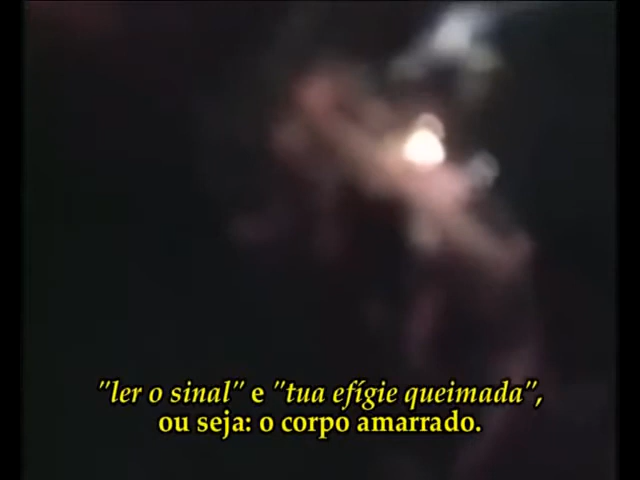 "ler o sinal" e "tua efígie queimada",
ou seja: o corpo amarrado.